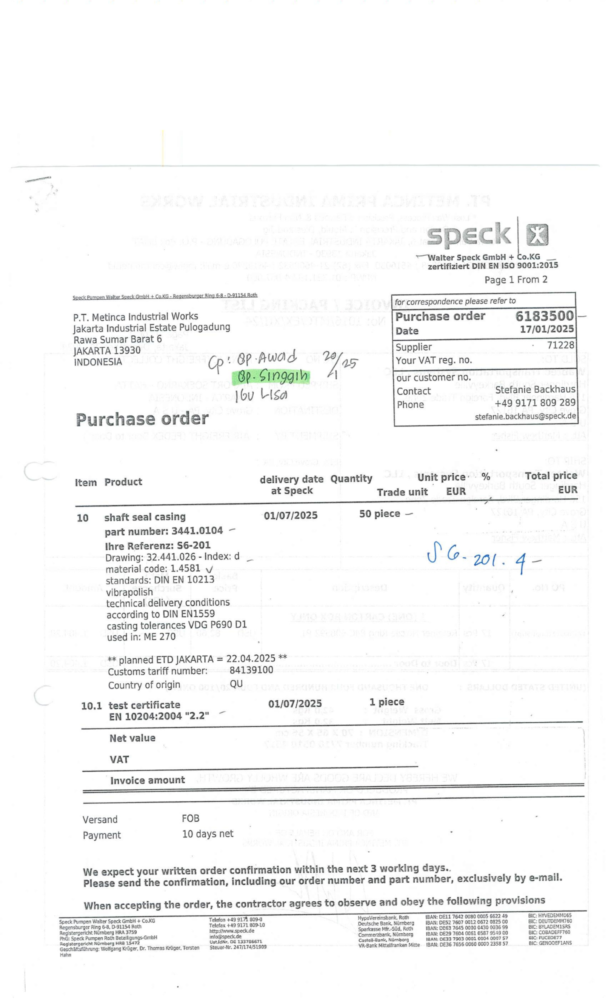 speck
Walter Speck GmbH + Co.KG
zertifiziert DIN EN ISO 9001:2015
Page 1 From 2
Speck Pumpen Walter Speck GmbH + Co.KG - Regensburger Ring 6-8 - D-91154 Roth
P.T. Metinca Industrial Works
Jakarta Industrial Estate Pulogadung
Rawa Sumar Barat 6
JAKARTA 13930
INDONESIA
for correspondence please refer to
Purchase order 6183500
Date 17/01/2025
Supplier 71228
Your VAT reg. no.
our customer no.
Contact Stefanie Backhaus
Phone +49 9171 809 289
stefanie.backhaus@speck.de
Cp: Bp. Awad 20/1 25
Bp. Singgih
Ibu Lisa
Purchase order
Item Product delivery date at Speck Quantity Trade unit Unit price EUR % Total price EUR
10 shaft seal casing 01/07/2025 50 piece
part number: 3441.0104
Ihre Referenz: S6-201
Drawing: 32.441.026 - Index: d
S6-201.4
material code: 1.4581
standards: DIN EN 10213
vibrapolish
technical delivery conditions
according to DIN EN1559
casting tolerances VDG P690 D1
used in: ME 270
** planned ETD JAKARTA = 22.04.2025 **
Customs tariff number: 84139100
Country of origin QU
10.1 test certificate 01/07/2025 1 piece
EN 10204:2004 "2.2"
Net value
VAT
Invoice amount
Versand FOB
Payment 10 days net
We expect your written order confirmation within the next 3 working days..
Please send the confirmation, including our order number and part number, exclusively by e-mail.
When accepting the order, the contractor agrees to observe and obey the following provisions
Speck Pumpen Walter Speck GmbH + Co.KG
Regensburger Ring 6-8, D-91154 Roth
Registergericht Nürnberg HRA 3759
PhG: Speck Pumpen Roth Beteiligungs-GmbH
Registergericht Nürnberg HRB 15472
Geschäftsführung: Wolfgang Krüger, Dr. Thomas Krüger, Torsten
Hahn
Telefon +49 9171 809-0
Telefax +49 9171 809-10
http://www.speck.de
info@speck.de
Ust.IdNr. DE 133786671
Steuer-Nr. 247/174/51909
HypoVereinsbank, Roth IBAN: DE11 7642 0080 0005 6622 49 BIC: HYVEDEMM065
Deutsche Bank, Nürnberg IBAN: DE52 7607 0012 0672 0825 00 BIC: DEUTDEMM760
Sparkasse Mfr.-Süd, Roth IBAN: DE63 7645 0000 0430 0036 99 BIC: BYLADEM1SRS
Commerzbank, Nürnberg IBAN: DE29 7604 0061 0587 9549 00 BIC: COBADEFF760
Castell-Bank, Nürnberg IBAN: DE33 7903 0001 0004 0007 57 BIC: FUCEDE77
VR-Bank Mittelfranken Mitte IBAN: DE36 7656 0060 0000 2358 57 BIC: GENODEF1ANS